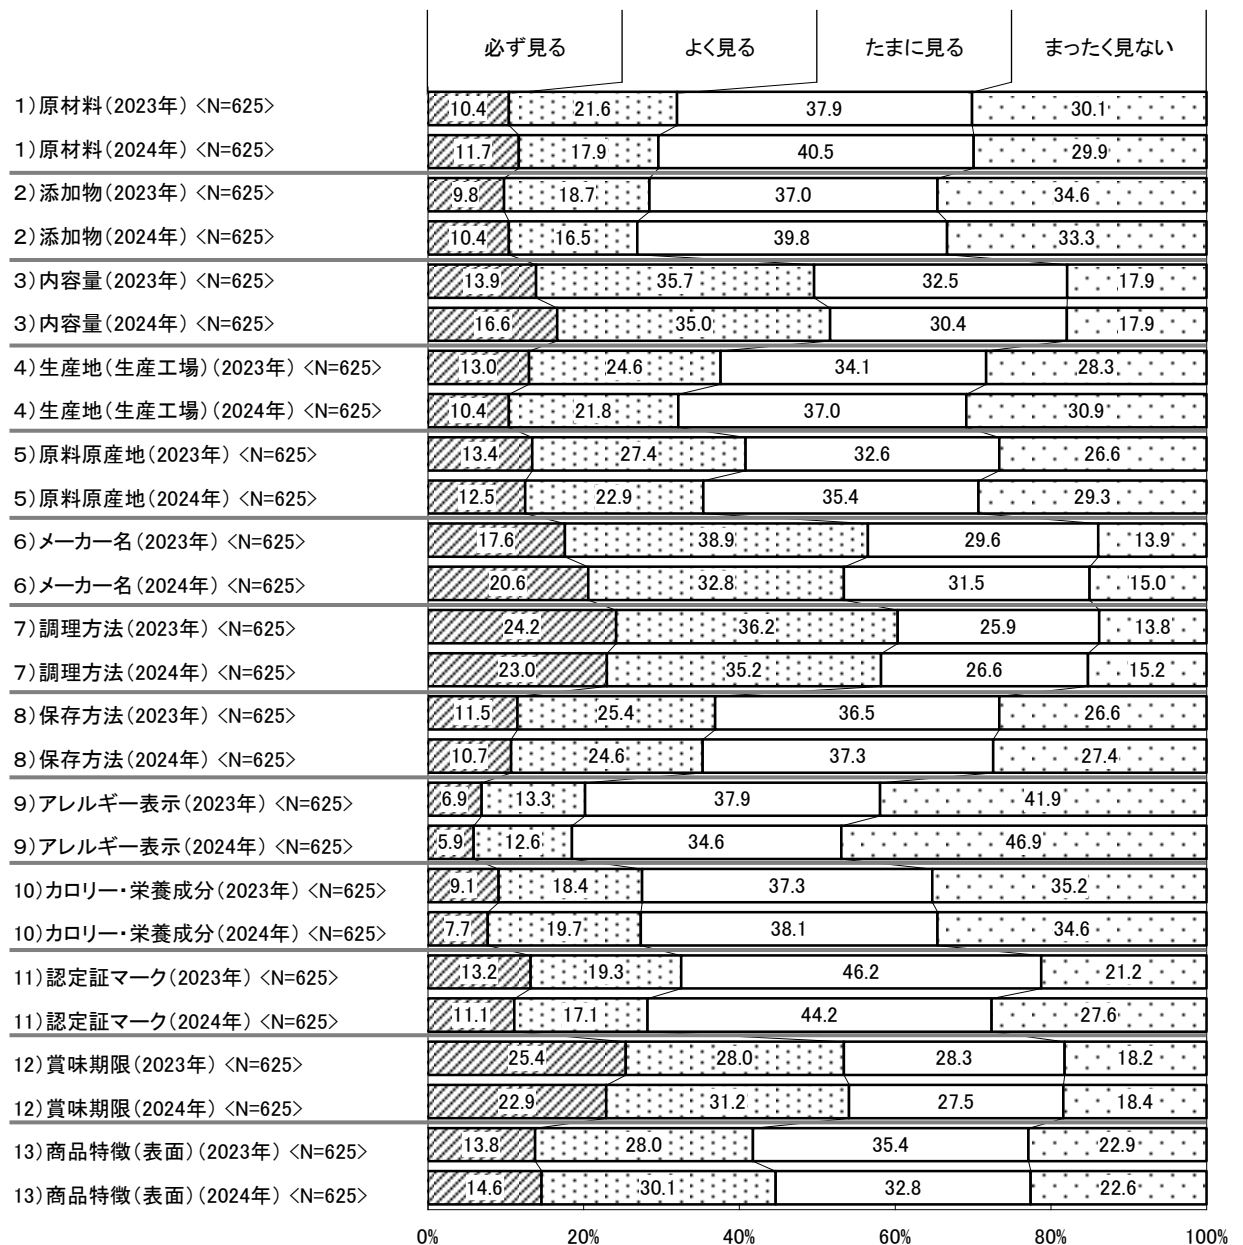 必ず見る よく見る たまに見る まったく見ない
1)原材料(2023年) <N=625> 10.4 21.6 37.9 30.1
1)原材料(2024年) <N=625> 11.7 17.9 40.5 29.9
2)添加物(2023年) <N=625> 9.8 18.7 37.0 34.6
2)添加物(2024年) <N=625> 10.4 16.5 39.8 33.3
3)内容量(2023年) <N=625> 13.9 35.7 32.5 17.9
3)内容量(2024年) <N=625> 16.6 35.0 30.4 17.9
4)生産地(生産工場)(2023年) <N=625> 13.0 24.6 34.1 28.3
4)生産地(生産工場)(2024年) <N=625> 10.4 21.8 37.0 30.9
5)原料原産地(2023年) <N=625> 13.4 27.4 32.6 26.6
5)原料原産地(2024年) <N=625> 12.5 22.9 35.4 29.3
6)メーカー名(2023年) <N=625> 17.6 38.9 29.6 13.9
6)メーカー名(2024年) <N=625> 20.6 32.8 31.5 15.0
7)調理方法(2023年) <N=625> 24.2 36.2 25.9 13.8
7)調理方法(2024年) <N=625> 23.0 35.2 26.6 15.2
8)保存方法(2023年) <N=625> 11.5 25.4 36.5 26.6
8)保存方法(2024年) <N=625> 10.7 24.6 37.3 27.4
9)アレルギー表示(2023年) <N=625> 6.9 13.3 37.9 41.9
9)アレルギー表示(2024年) <N=625> 5.9 12.6 34.6 46.9
10)カロリー・栄養成分(2023年) <N=625> 9.1 18.4 37.3 35.2
10)カロリー・栄養成分(2024年) <N=625> 7.7 19.7 38.1 34.6
11)認定証マーク(2023年) <N=625> 13.2 19.3 46.2 21.2
11)認定証マーク(2024年) <N=625> 11.1 17.1 44.2 27.6
12)賞味期限(2023年) <N=625> 25.4 28.0 28.3 18.2
12)賞味期限(2024年) <N=625> 22.9 31.2 27.5 18.4
13)商品特徴(表面)(2023年) <N=625> 13.8 28.0 35.4 22.9
13)商品特徴(表面)(2024年) <N=625> 14.6 30.1 32.8 22.6
0% 20% 40% 60% 80% 100%